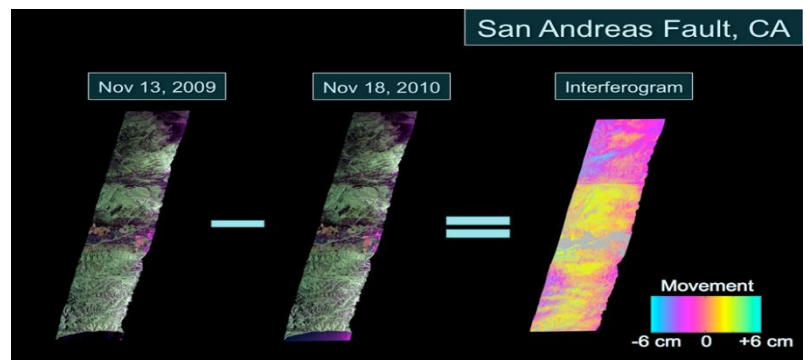 San Andreas Fault, CA
Nov 13, 2009
Nov 18, 2010
Interferogram
Movement
-6 cm 0 +6 cm